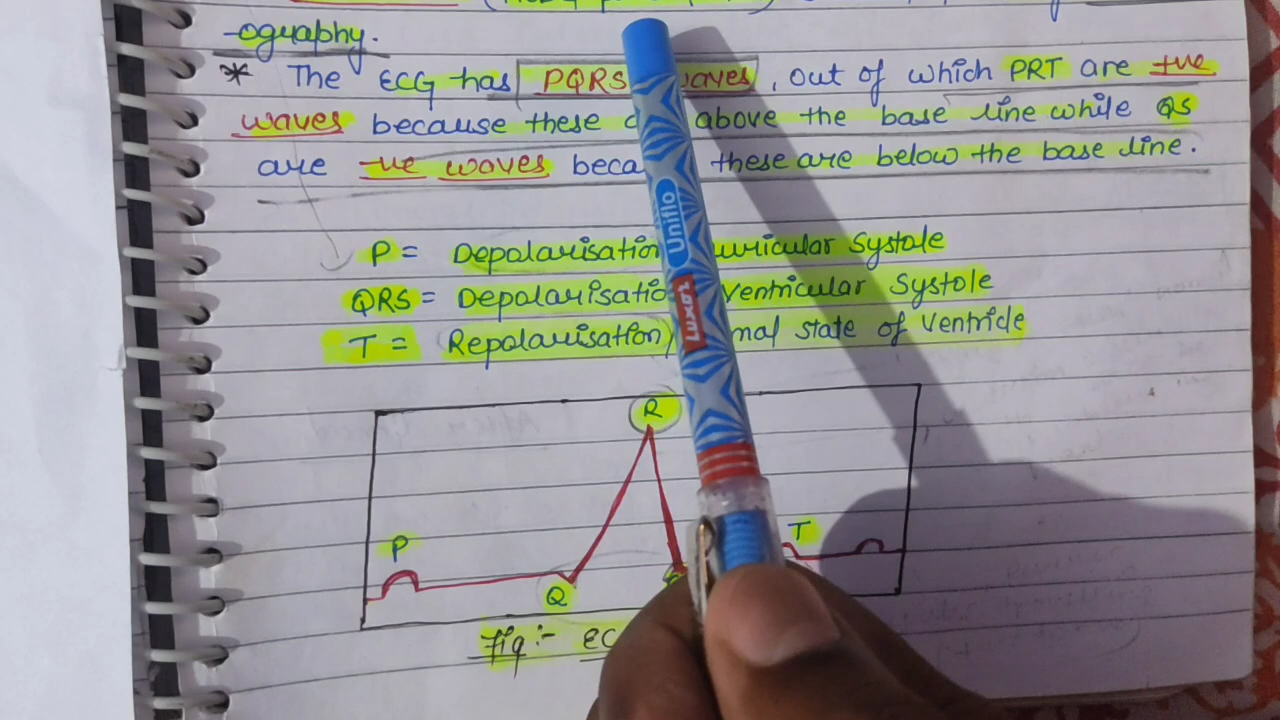 -ography.
* The ECG has PQRS waves, out of which PRT are +ve
waves because these above the base line while QS
are -ve waves beca these are below the base line.
P = Depolarisation uricular Systole
QRS = Depolarisatio Ventricular Systole
T = (Repolarisation) mal state of Ventricle
Uniflo
Luxor
R
P
T
Q
S
fig :- EC